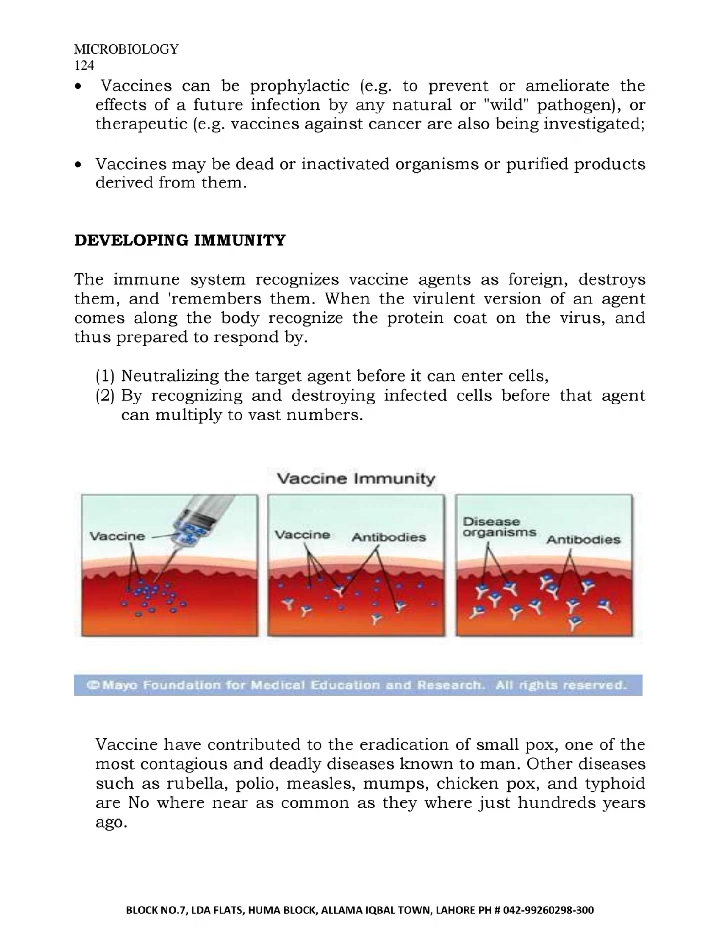 MICROBIOLOGY
124
• Vaccines can be prophylactic (e.g. to prevent or ameliorate the
effects of a future infection by any natural or "wild" pathogen), or
therapeutic (e.g. vaccines against cancer are also being investigated;
• Vaccines may be dead or inactivated organisms or purified products
derived from them.
DEVELOPING IMMUNITY
The immune system recognizes vaccine agents as foreign, destroys
them, and 'remembers them. When the virulent version of an agent
comes along the body recognize the protein coat on the virus, and
thus prepared to respond by.
(1) Neutralizing the target agent before it can enter cells,
(2) By recognizing and destroying infected cells before that agent
can multiply to vast numbers.
Vaccine Immunity
Vaccine
Vaccine Antibodies
Disease
organisms Antibodies
© Mayo Foundation for Medical Education and Research. All rights reserved.
Vaccine have contributed to the eradication of small pox, one of the
most contagious and deadly diseases known to man. Other diseases
such as rubella, polio, measles, mumps, chicken pox, and typhoid
are No where near as common as they where just hundreds years
ago.
BLOCK NO.7, LDA FLATS, HUMA BLOCK, ALLAMA IQBAL TOWN, LAHORE PH # 042-99260298-300